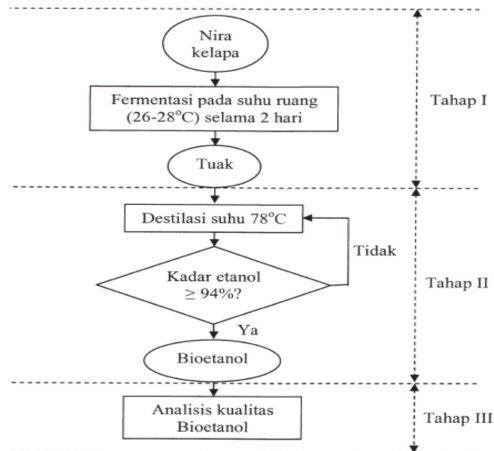 Nira
kelapa
Fermentasi pada suhu ruang
(26-28°C) selama 2 hari
Tahap I
Tuak
Destilasi suhu 78°C
Tidak
Kadar etanol
≥ 94%?
Tahap II
Ya
Bioetanol
Analisis kualitas
Bioetanol
Tahap III